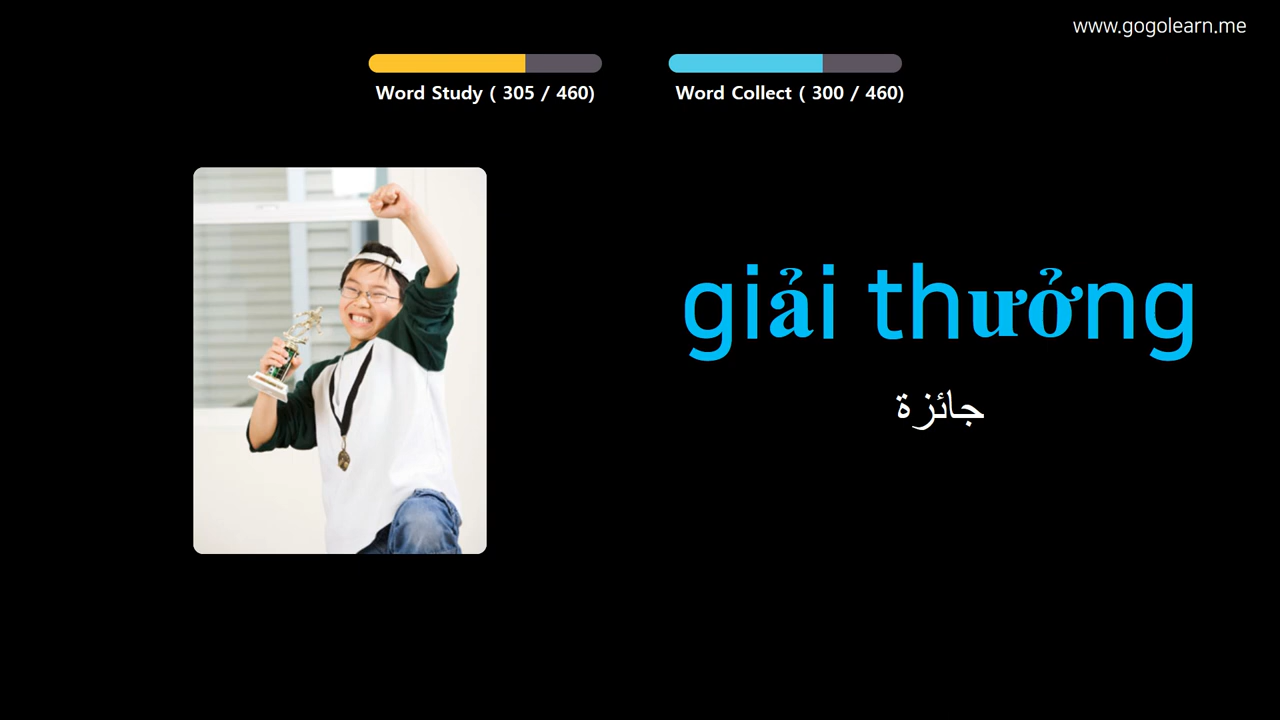 www.gogolearn.me
Word Study ( 305 / 460)
Word Collect ( 300 / 460)
giải thưởng
جائزة